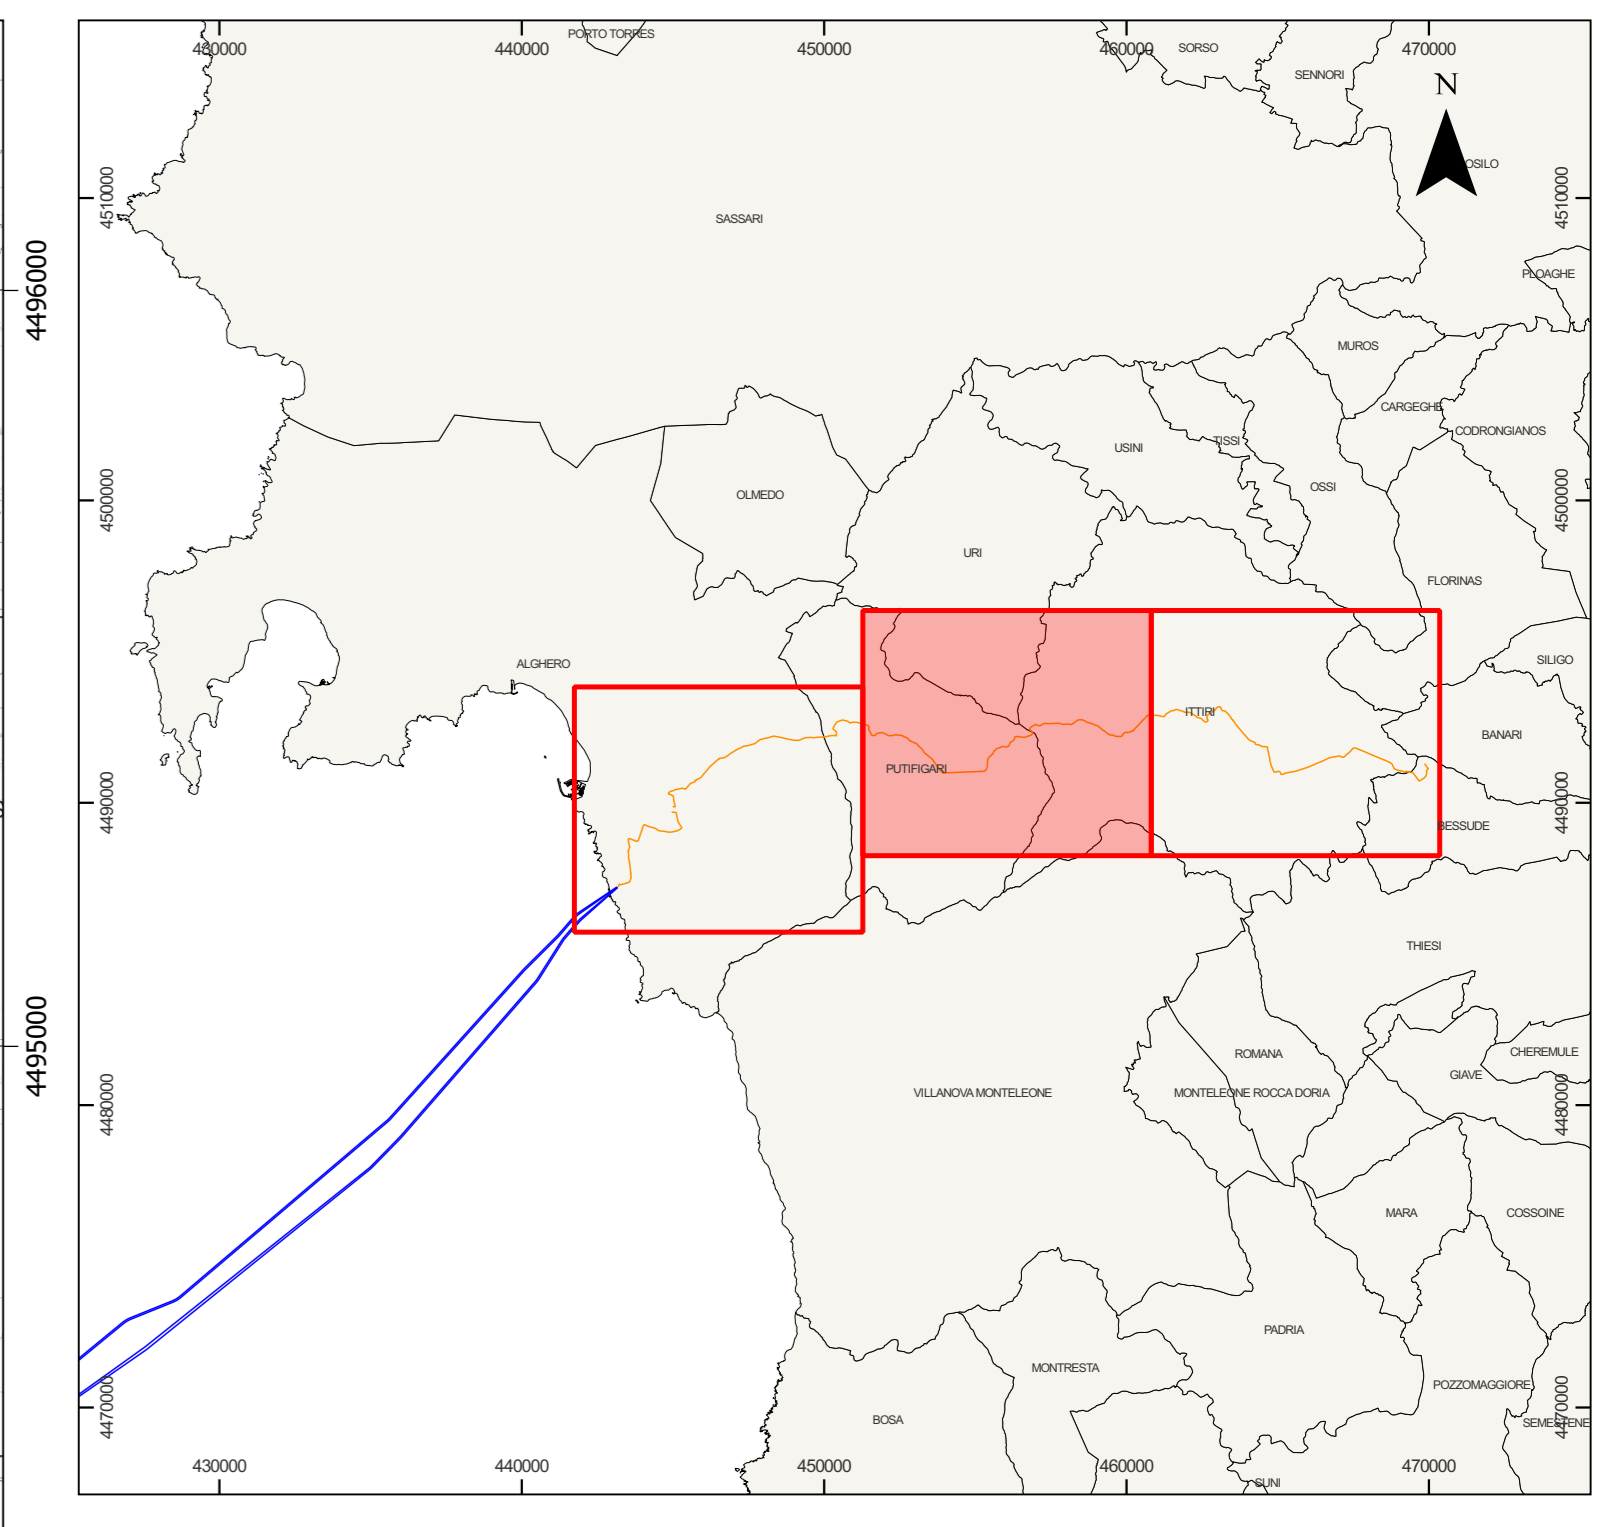 PORTO TORRES
430000
440000
450000
460000
470000
SORSO
SENNORI
N
OSILO
4510000
4510000
SASSARI
4496000
PLOAGHE
MUROS
CARGEGHE
CODRONGIANOS
TISSI
USINI
OSSI
OLMEDO
4500000
4500000
URI
FLORINAS
ALGHERO
SILIGO
ITTIRI
BANARI
PUTIFIGARI
4490000
4490000
BESSUDE
THIESI
4495000
ROMANA
CHEREMULE
GIAVE
VILLANOVA MONTELEONE
MONTELEONE ROCCA DORIA
4480000
4480000
MARA
COSSOINE
PADRIA
MONTRESTA
POZZOMAGGIORE
4470000
4470000
BOSA
SEMESTENE
430000
440000
450000
460000
470000
SUNI